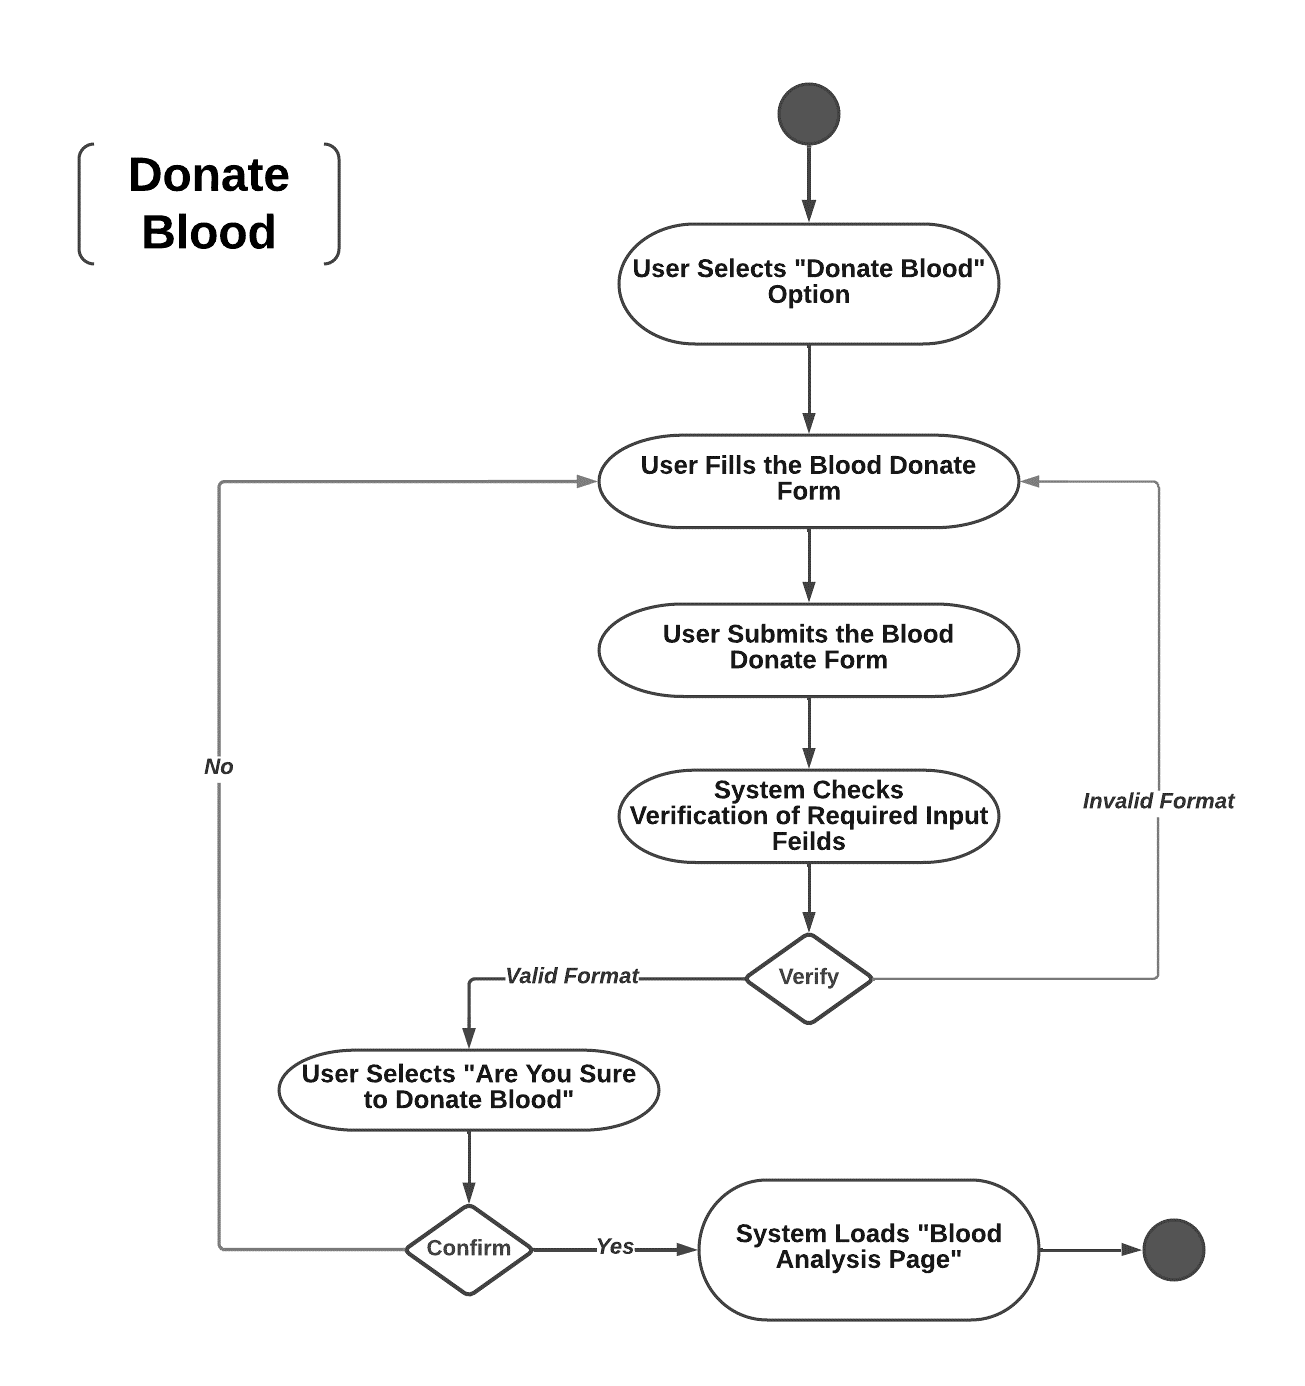 Donate
Blood
User Selects "Donate Blood"
Option
User Fills the Blood Donate
Form
User Submits the Blood
Donate Form
No
System Checks
Verification of Required Input
Feilds
Invalid Format
Valid Format
Verify
User Selects "Are You Sure
to Donate Blood"
Confirm
Yes
System Loads "Blood
Analysis Page"